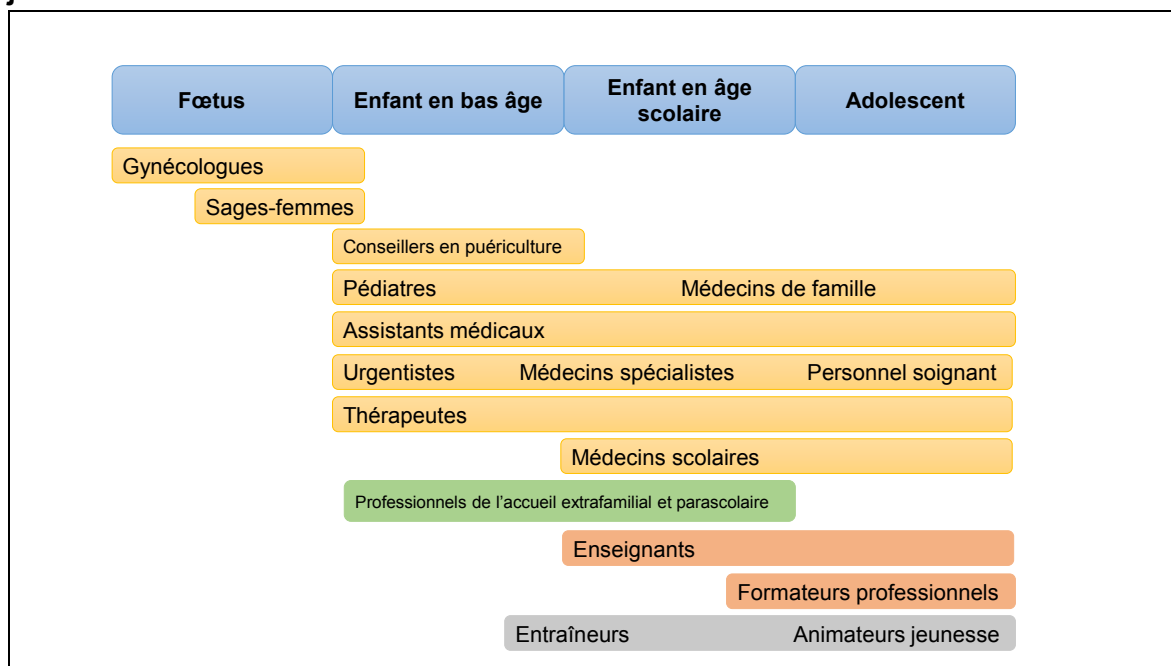 Fœtus
Enfant en bas âge
Enfant en âge
scolaire
Adolescent
Gynécologues
Sages-femmes
Conseillers en puériculture
Pédiatres Médecins de famille
Assistants médicaux
Urgentistes Médecins spécialistes Personnel soignant
Thérapeutes
Médecins scolaires
Professionnels de l’accueil extrafamilial et parascolaire
Enseignants
Formateurs professionnels
Entraîneurs Animateurs jeunesse